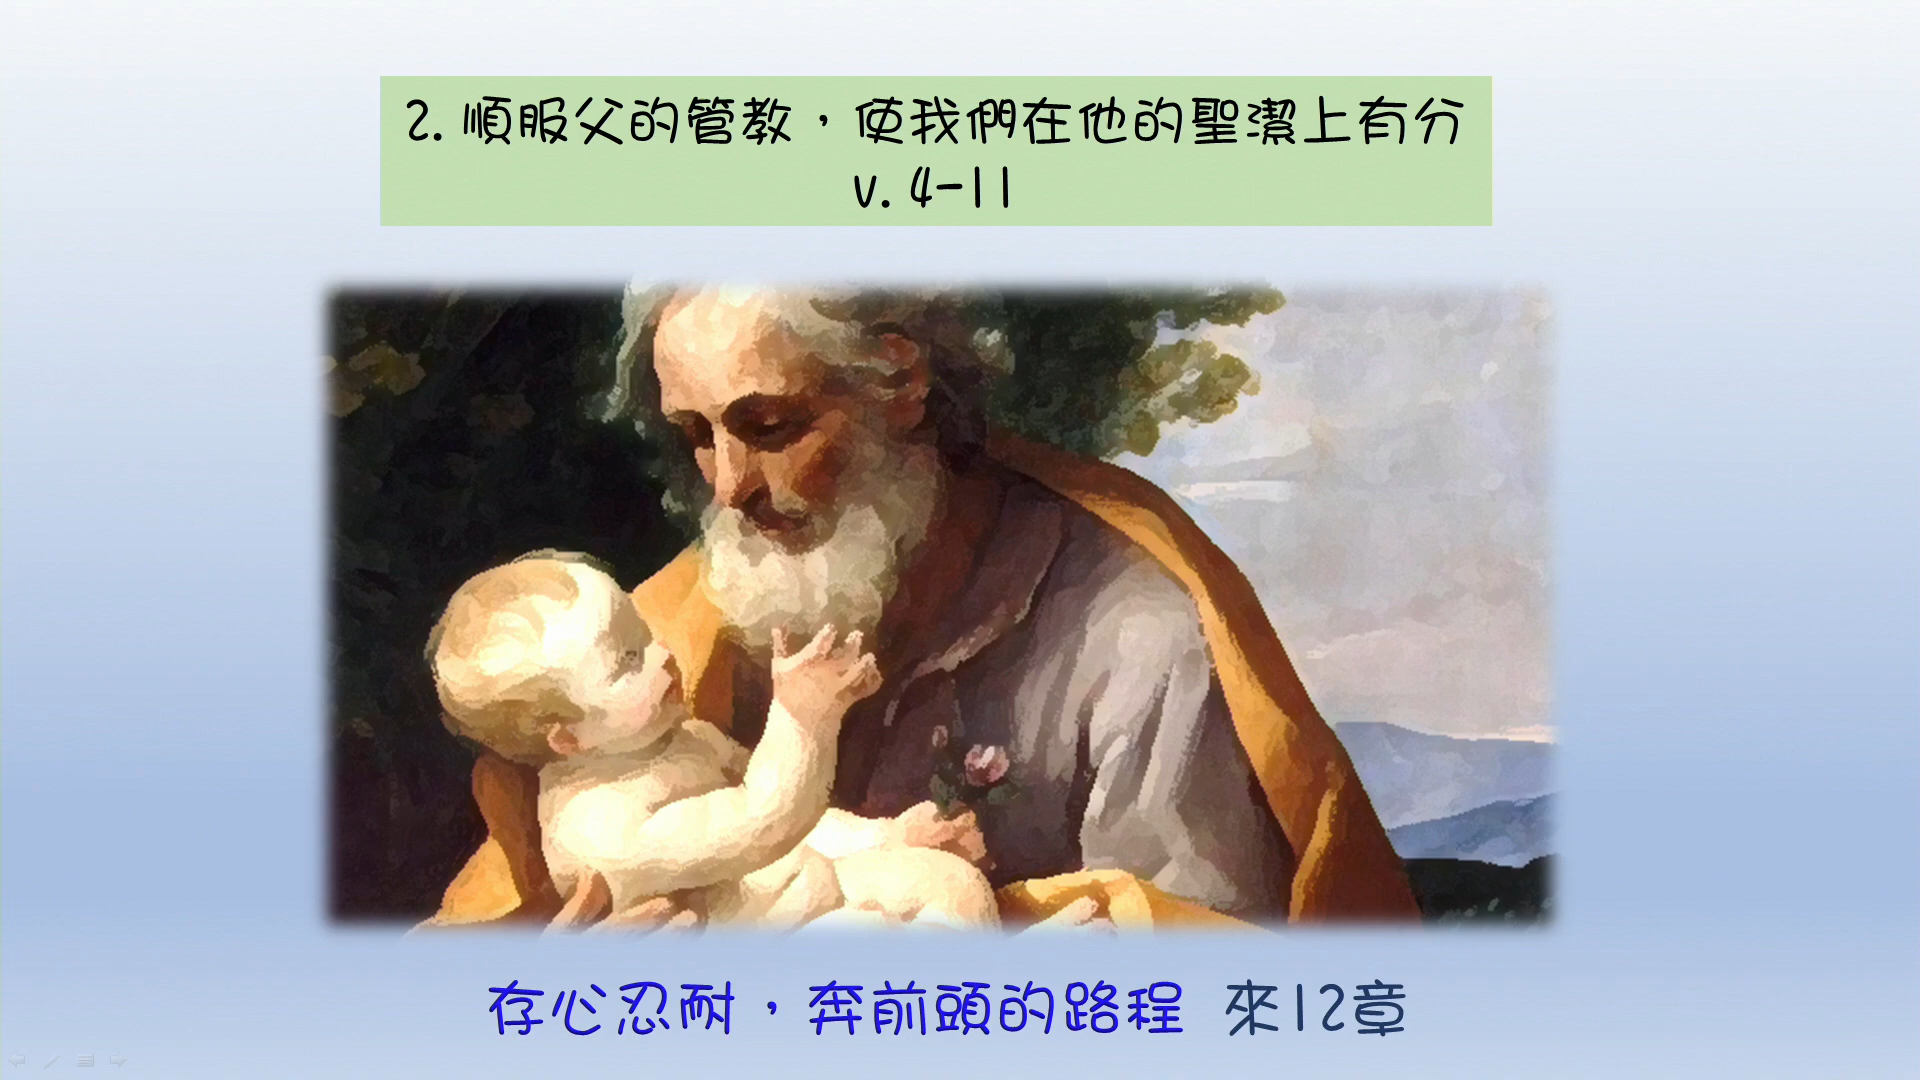 2. 順服父的管教，使我們在他的聖潔上有分
v. 4-11
存心忍耐，奔前頭的路程 來12章